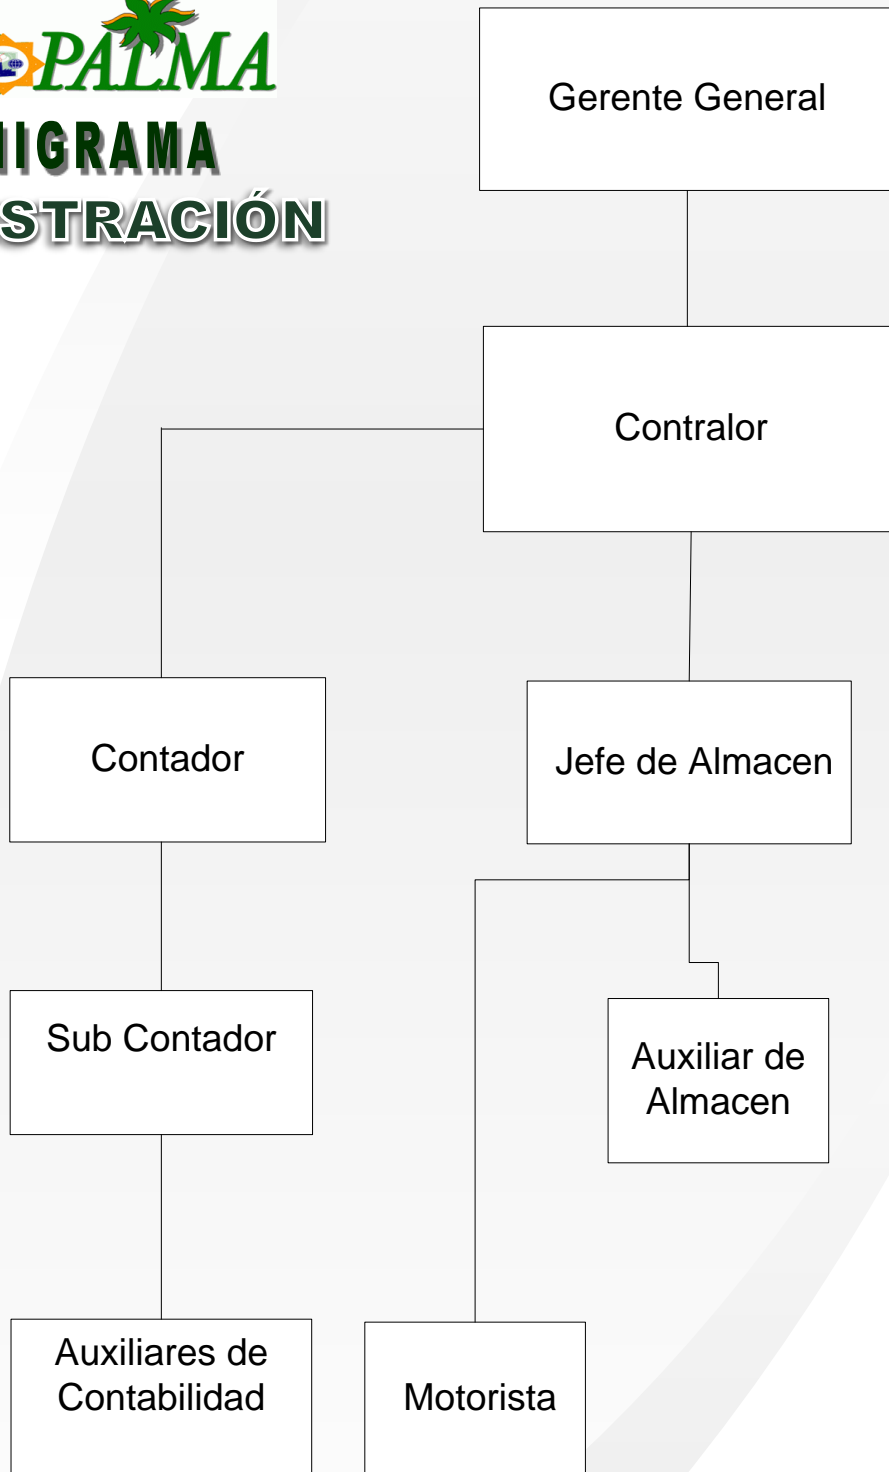 PALMA
IGRAMA
STRACIÓN
Gerente General
Contralor
Contador
Jefe de Almacen
Sub Contador
Auxiliar de
Almacen
Auxiliares de
Contabilidad
Motorista